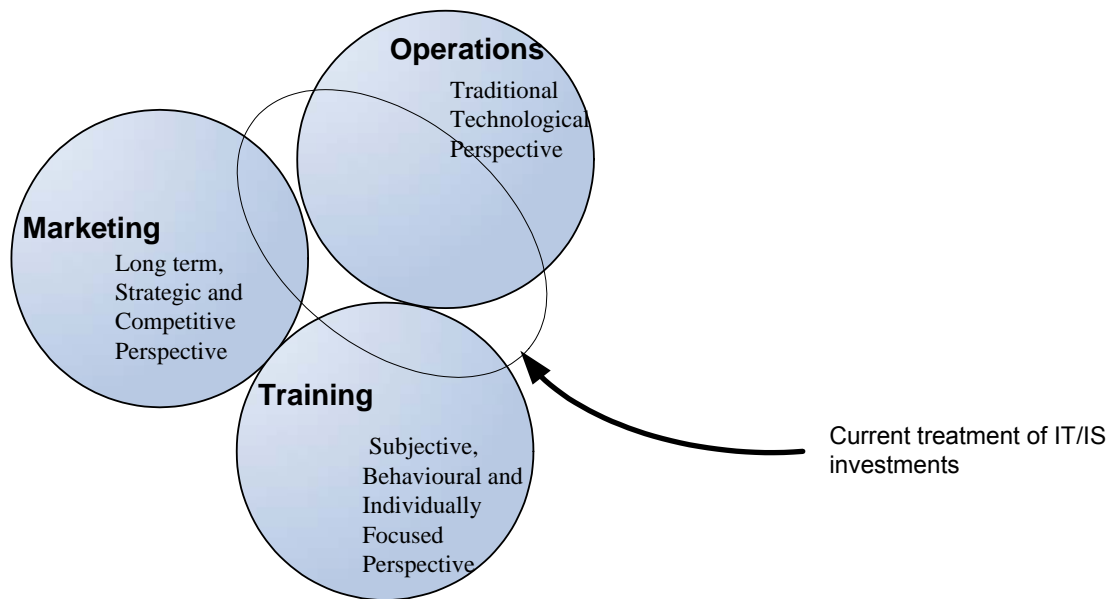 Operations
Traditional
Technological
Perspective
Marketing
Long term,
Strategic and
Competitive
Perspective
Training
Subjective,
Behavioural and
Individually
Focused
Perspective
Current treatment of IT/IS
investments